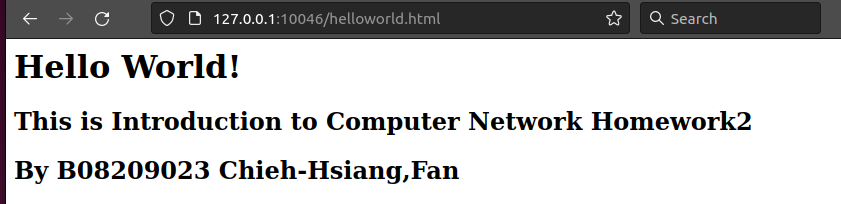 127.0.0.1:10046/helloworld.html
Search
Hello World!
This is Introduction to Computer Network Homework2
By B08209023 Chieh-Hsiang,Fan